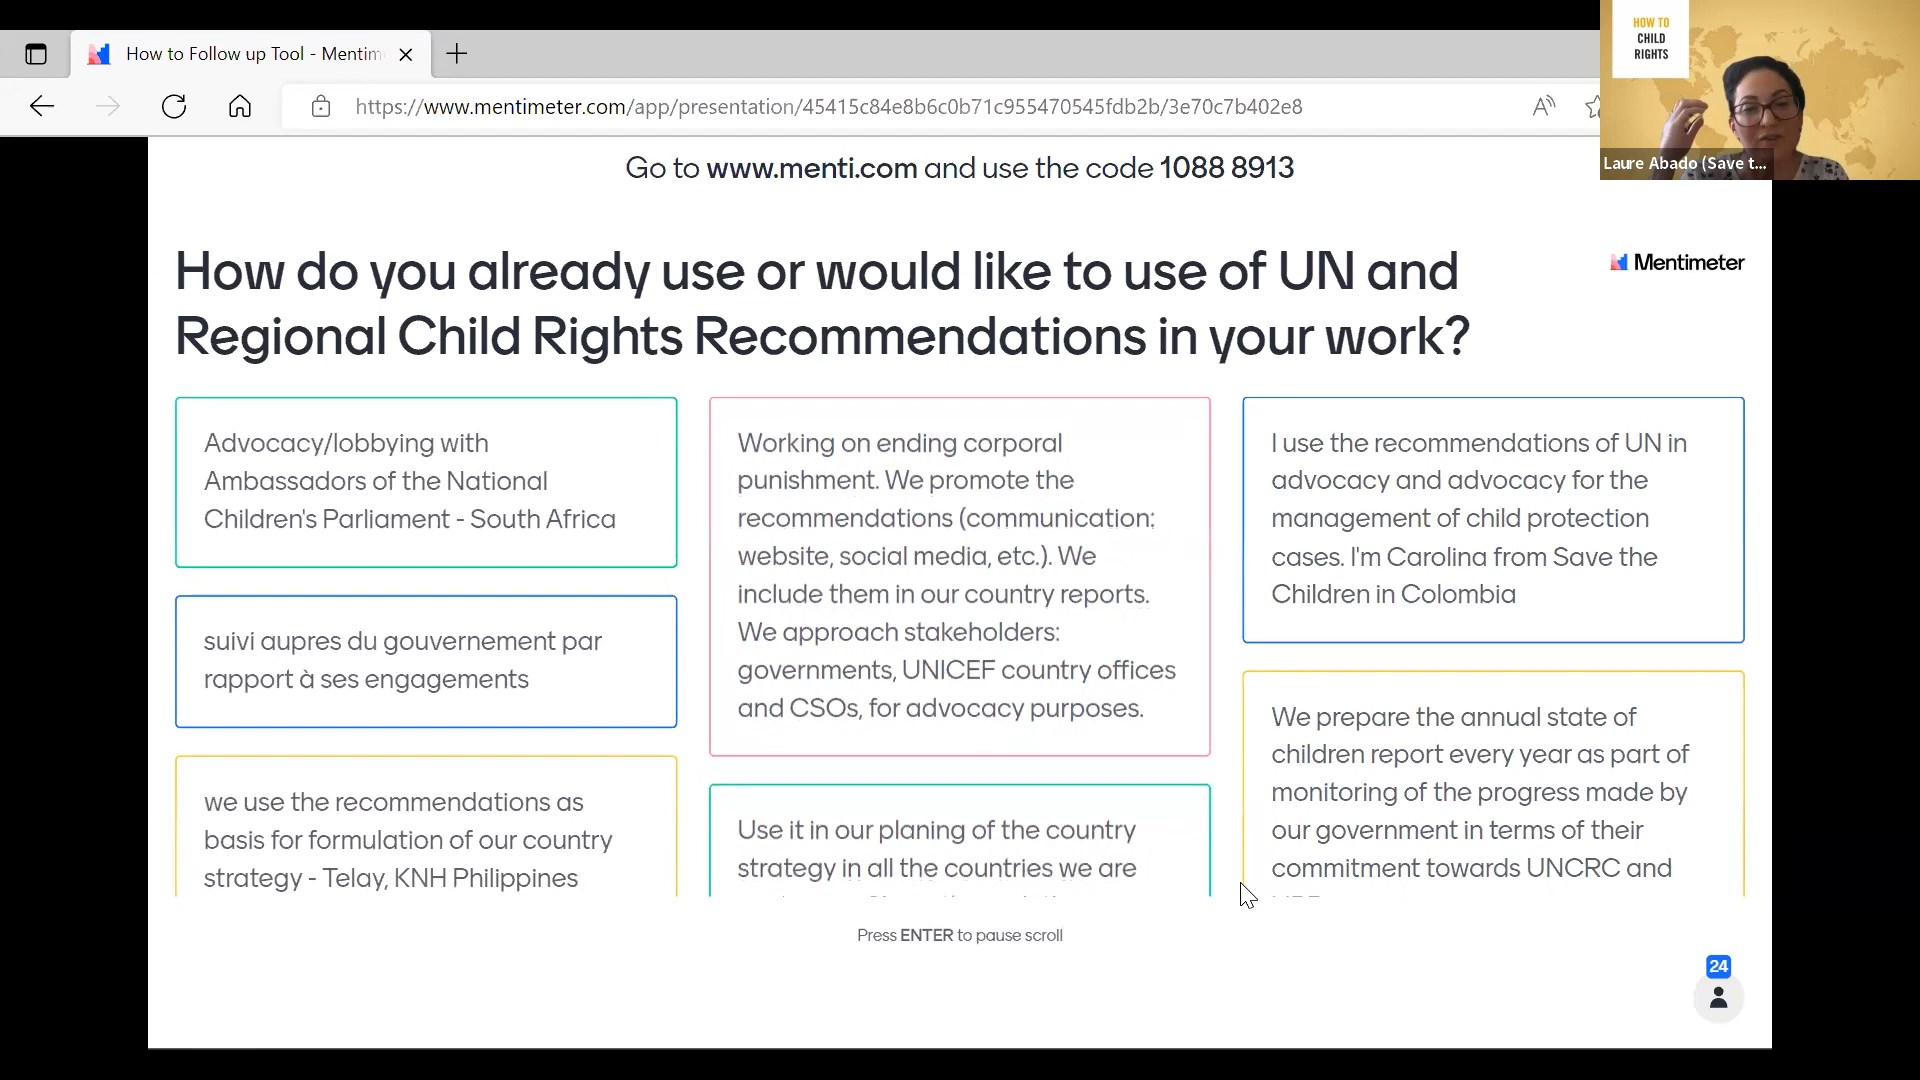 How to Follow up Tool - Mentim
https://www.mentimeter.com/app/presentation/45415c84e8b6c0b71c955470545fdb2b/3e70c7b402e8
HOW TO
CHILD
RIGHTS
Laure Abado (Save t...
Go to www.menti.com and use the code 1088 8913
How do you already use or would like to use of UN and
Regional Child Rights Recommendations in your work?
Mentimeter
Advocacy/lobbying with
Ambassadors of the National
Children's Parliament - South Africa
suivi aupres du gouvernement par
rapport à ses engagements
we use the recommendations as
basis for formulation of our country
strategy - Telay, KNH Philippines
Working on ending corporal
punishment. We promote the
recommendations (communication:
website, social media, etc.). We
include them in our country reports.
We approach stakeholders:
governments, UNICEF country offices
and CSOs, for advocacy purposes.
Use it in our planing of the country
strategy in all the countries we are
I use the recommendations of UN in
advocacy and advocacy for the
management of child protection
cases. I'm Carolina from Save the
Children in Colombia
We prepare the annual state of
children report every year as part of
monitoring of the progress made by
our government in terms of their
commitment towards UNCRC and
Press ENTER to pause scroll
24